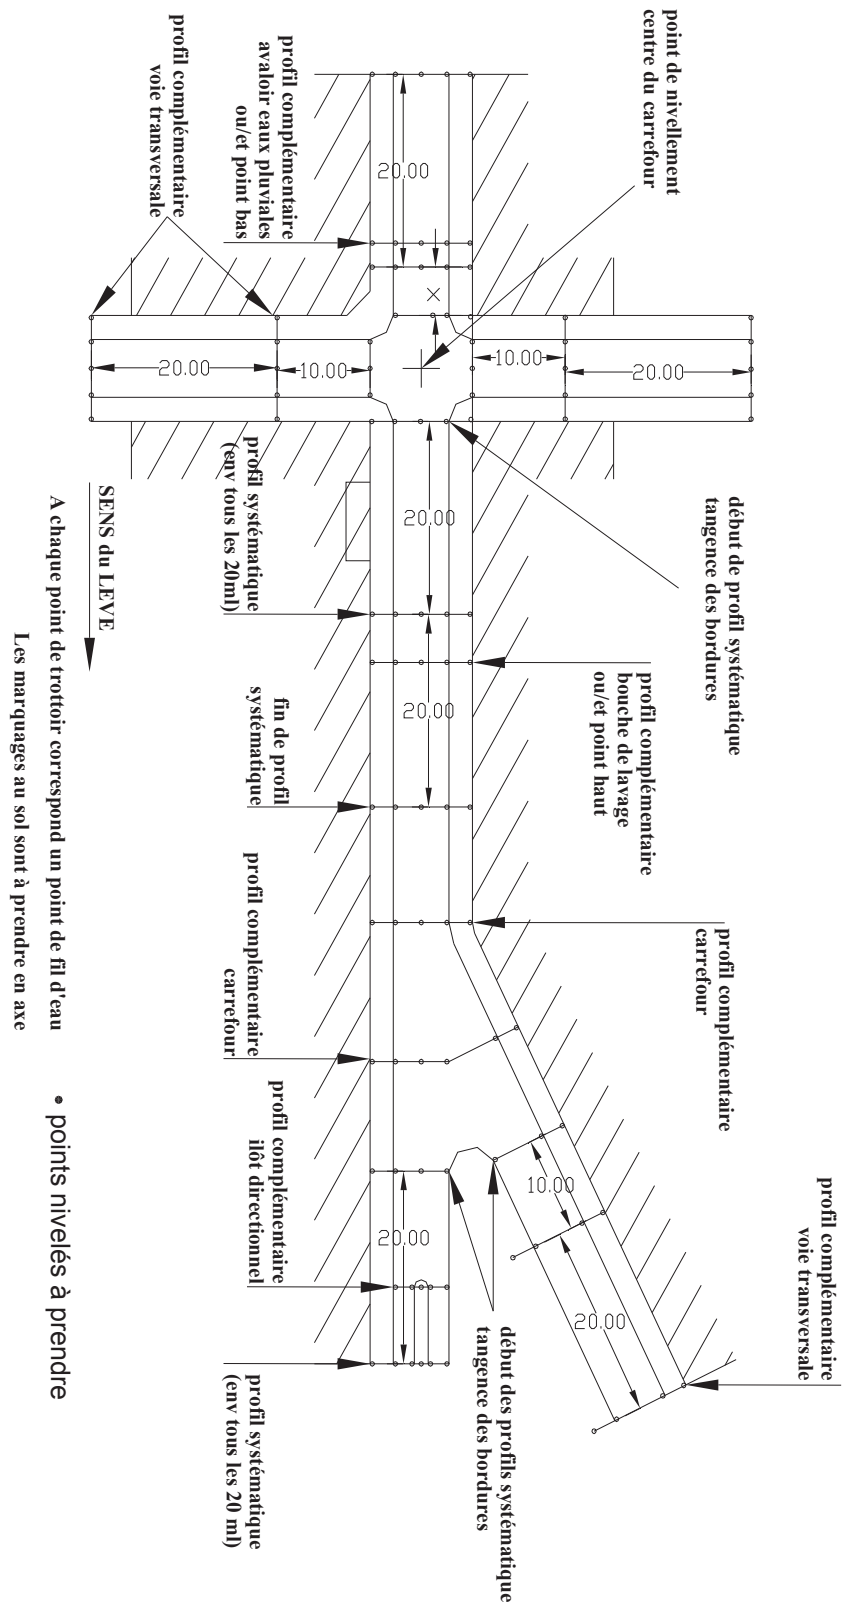 point de nivellement
centre du carrefour
profil complémentaire
avaloir eaux pluviales
ou/et point bas
profil complémentaire
voie transversale
20.00
X
20.00
10.00
10.00
20.00
début de profil systématique
tangence des bordures
profil systématique
(env tous les 20ml)
20.00
SENS du LEVE
profil complémentaire
bouche de lavage
ou/et point haut
20.00
fin de profil
systématique
profil complémentaire
carrefour
profil complémentaire
carrefour
profil complémentaire
voie transversale
10.00
20.00
20.00
profil complémentaire
ilôt directionnel
début des profils systématique
tangence des bordures
profil systématique
(env tous les 20 ml)
A chaque point de trottoir correspond un point de fil d'eau
Les marquages au sol sont à prendre en axe
• points nivelés à prendre